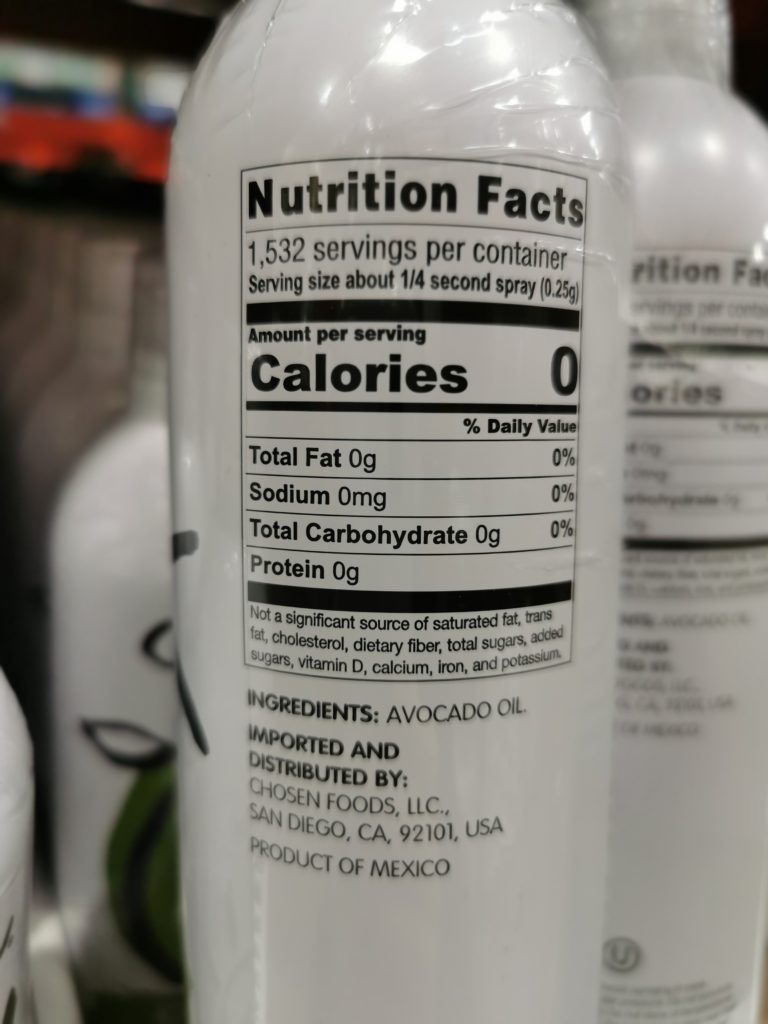 Nutrition Facts
1,532 servings per container
Serving size about 1/4 second spray (0.25g)
Amount per serving
Calories 0
% Daily Value
Total Fat 0g 0%
Sodium 0mg 0%
Total Carbohydrate 0g 0%
Protein 0g
Not a significant source of saturated fat, trans
fat, cholesterol, dietary fiber, total sugars, added
sugars, vitamin D, calcium, iron, and potassium.
INGREDIENTS: AVOCADO OIL.
IMPORTED AND
DISTRIBUTED BY:
CHOSEN FOODS, LLC.,
SAN DIEGO, CA, 92101, USA
PRODUCT OF MEXICO